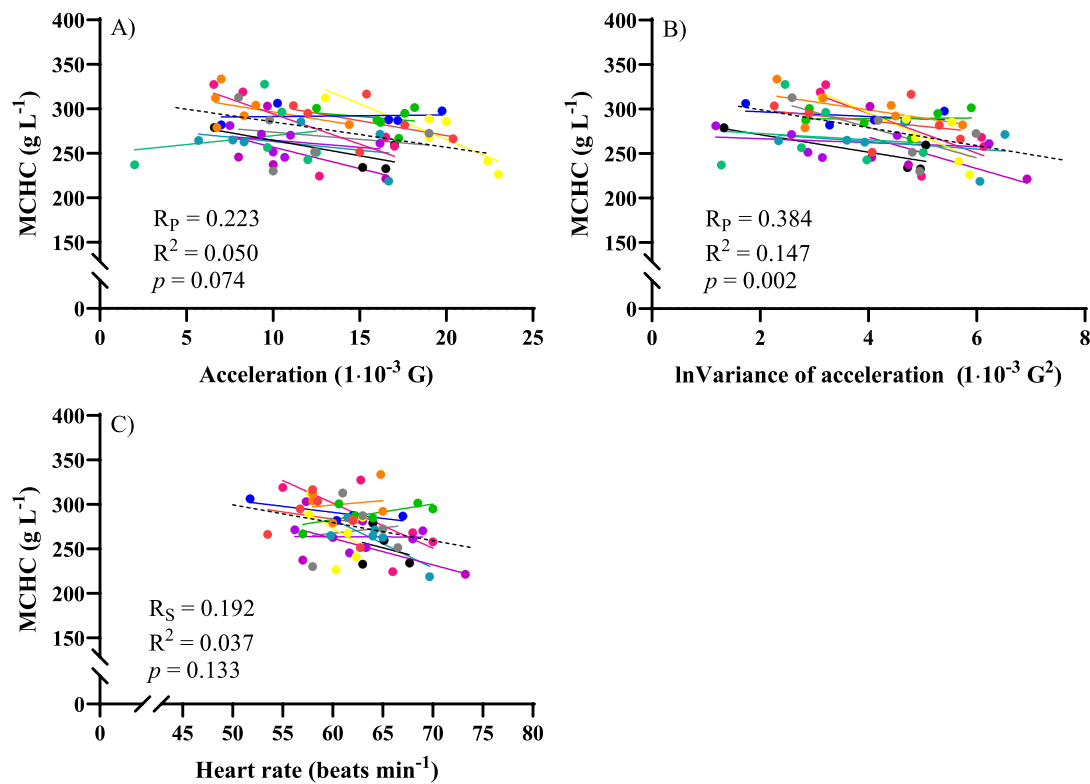 A)
MCHC (g L⁻¹)
400
350
300
250
200
150
0
R_P = 0.223
R² = 0.050
p = 0.074
0 5 10 15 20 25
Acceleration (1·10⁻³ G)
B)
MCHC (g L⁻¹)
400
350
300
250
200
150
0
R_P = 0.384
R² = 0.147
p = 0.002
0 2 4 6 8
lnVariance of acceleration (1·10⁻³ G²)
C)
MCHC (g L⁻¹)
400
350
300
250
200
150
0
R_S = 0.192
R² = 0.037
p = 0.133
0 45 50 55 60 65 70 75 80
Heart rate (beats min⁻¹)